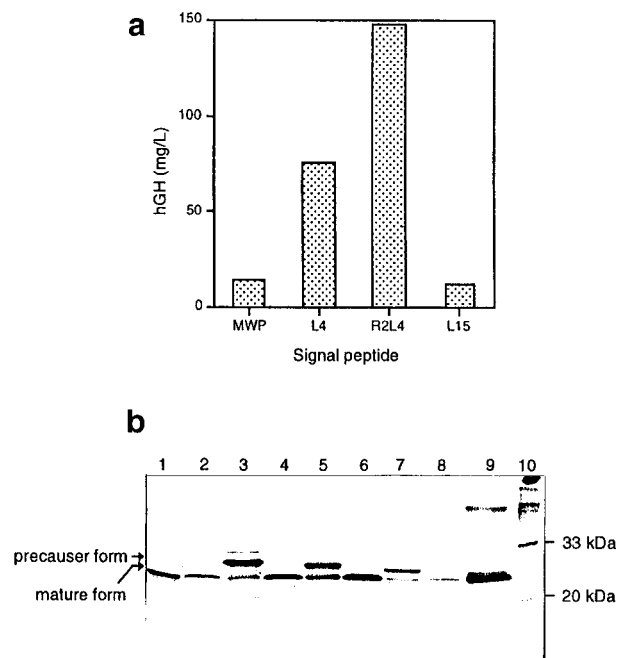 a
hGH (mg/L)
150
100
50
0
MWP L4 R2L4 L15
Signal peptide
b
1 2 3 4 5 6 7 8 9 10
precauser form
mature form
33 kDa
20 kDa